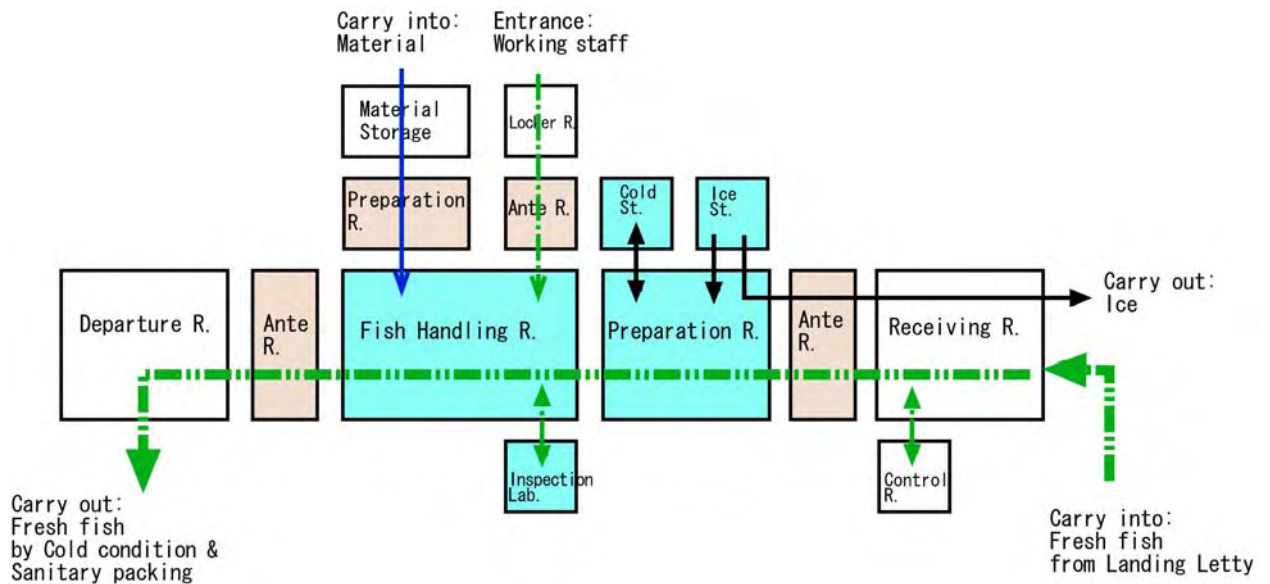 Carry into:
Material
Entrance:
Working staff
Material
Storage
Locker R.
Preparation
R.
Ante R.
Cold
St.
Ice
St.
Departure R.
Ante
R.
Fish Handling R.
Preparation R.
Ante
R.
Receiving R.
Carry out:
Ice
Inspection
Lab.
Control
R.
Carry out:
Fresh fish
by Cold condition &
Sanitary packing
Carry into:
Fresh fish
from Landing Letty